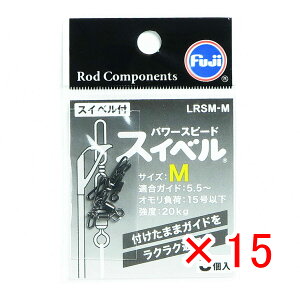 Fuji
®
Rod Components
スイベル付
LRSM-M
パワースピード
スイベル®
サイズ:M
適合ガイド:5.5~
オモリ負荷:15号以下
強度:20kg
付けたままガイドを
ラクラク
×15
個入